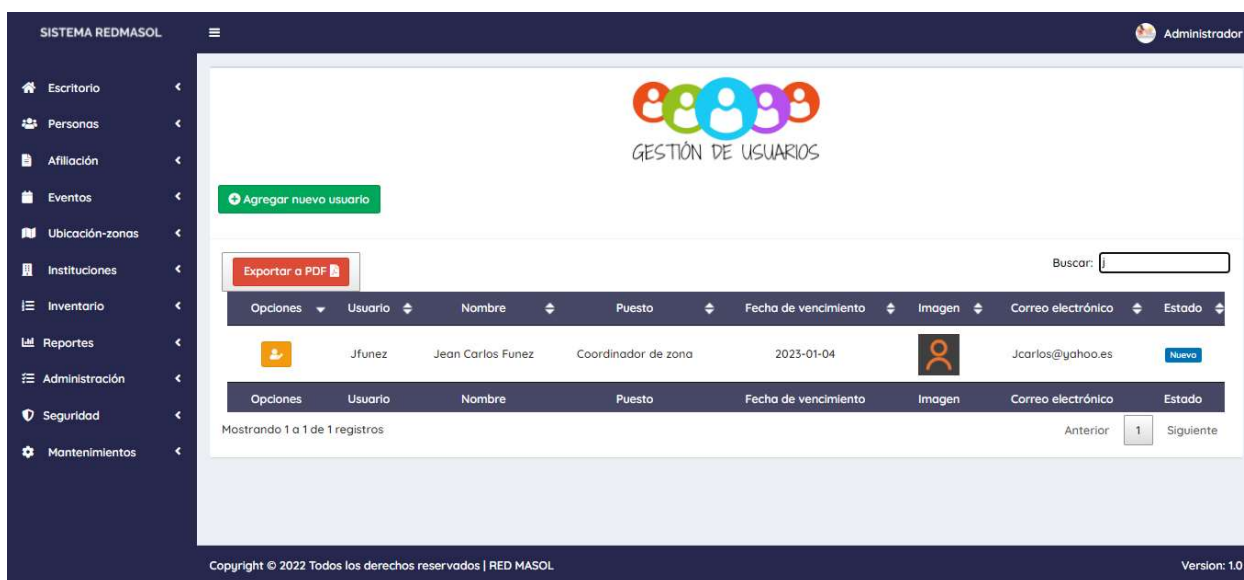 SISTEMA REDMASOL
Administrador
Escritorio
Personas
Afiliación
Eventos
Ubicación-zonas
Instituciones
Inventario
Reportes
Administración
Seguridad
Mantenimientos
GESTIÓN DE USUARIOS
Agregar nuevo usuario
Exportar a PDF
Buscar: j
Opciones Usuario Nombre Puesto Fecha de vencimiento Imagen Correo electrónico Estado
Jfunez Jean Carlos Funez Coordinador de zona 2023-01-04 Jcarlos@yahoo.es Nuevo
Opciones Usuario Nombre Puesto Fecha de vencimiento Imagen Correo electrónico Estado
Mostrando 1 a 1 de 1 registros
Anterior 1 Siguiente
Copyright © 2022 Todos los derechos reservados | RED MASOL
Version: 1.0